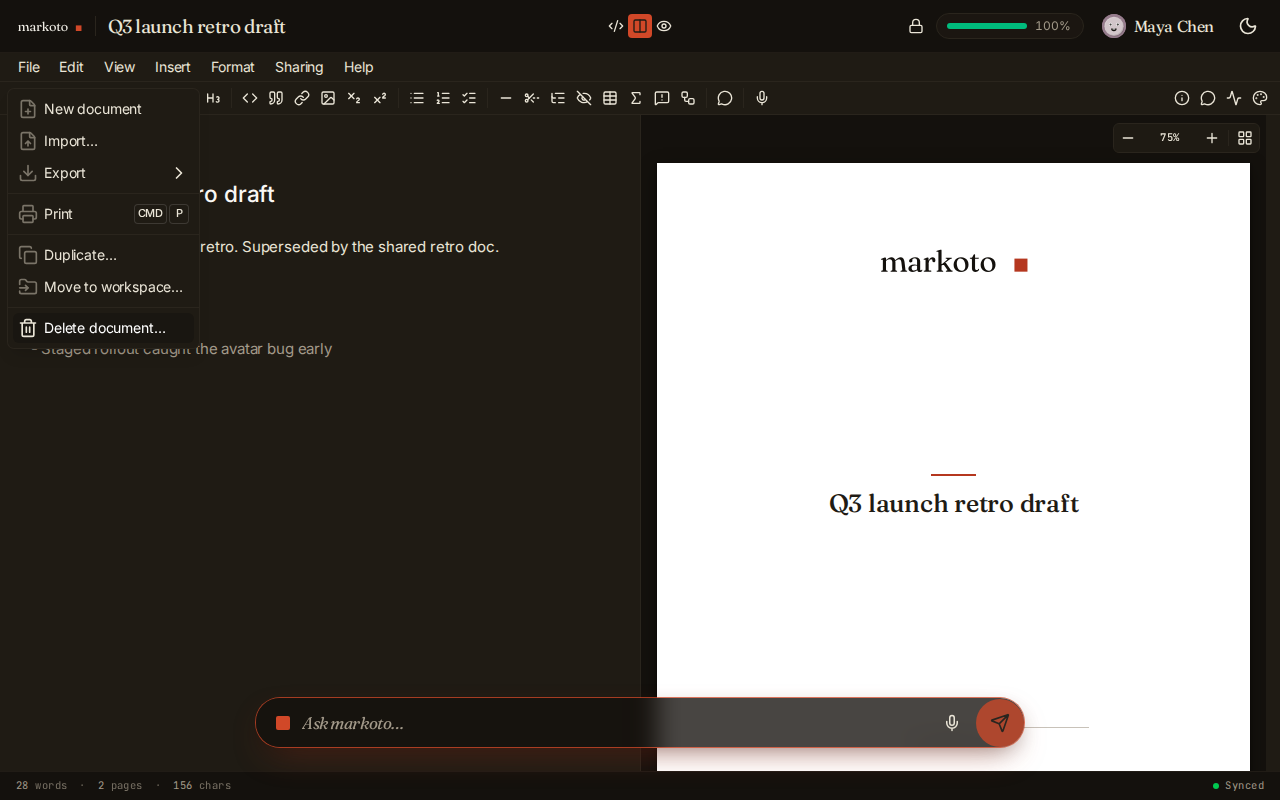 markoto
Q3 launch retro draft
100%
Maya Chen
File Edit View Insert Format Sharing Help
H3
New document
Import...
Export
Print CMD P
Duplicate...
Move to workspace...
Delete document...
ro draft
retro. Superseded by the shared retro doc.
- Staged rollout caught the avatar bug early
75%
markoto
Q3 launch retro draft
Ask markoto...
28 words · 2 pages · 156 chars
Synced